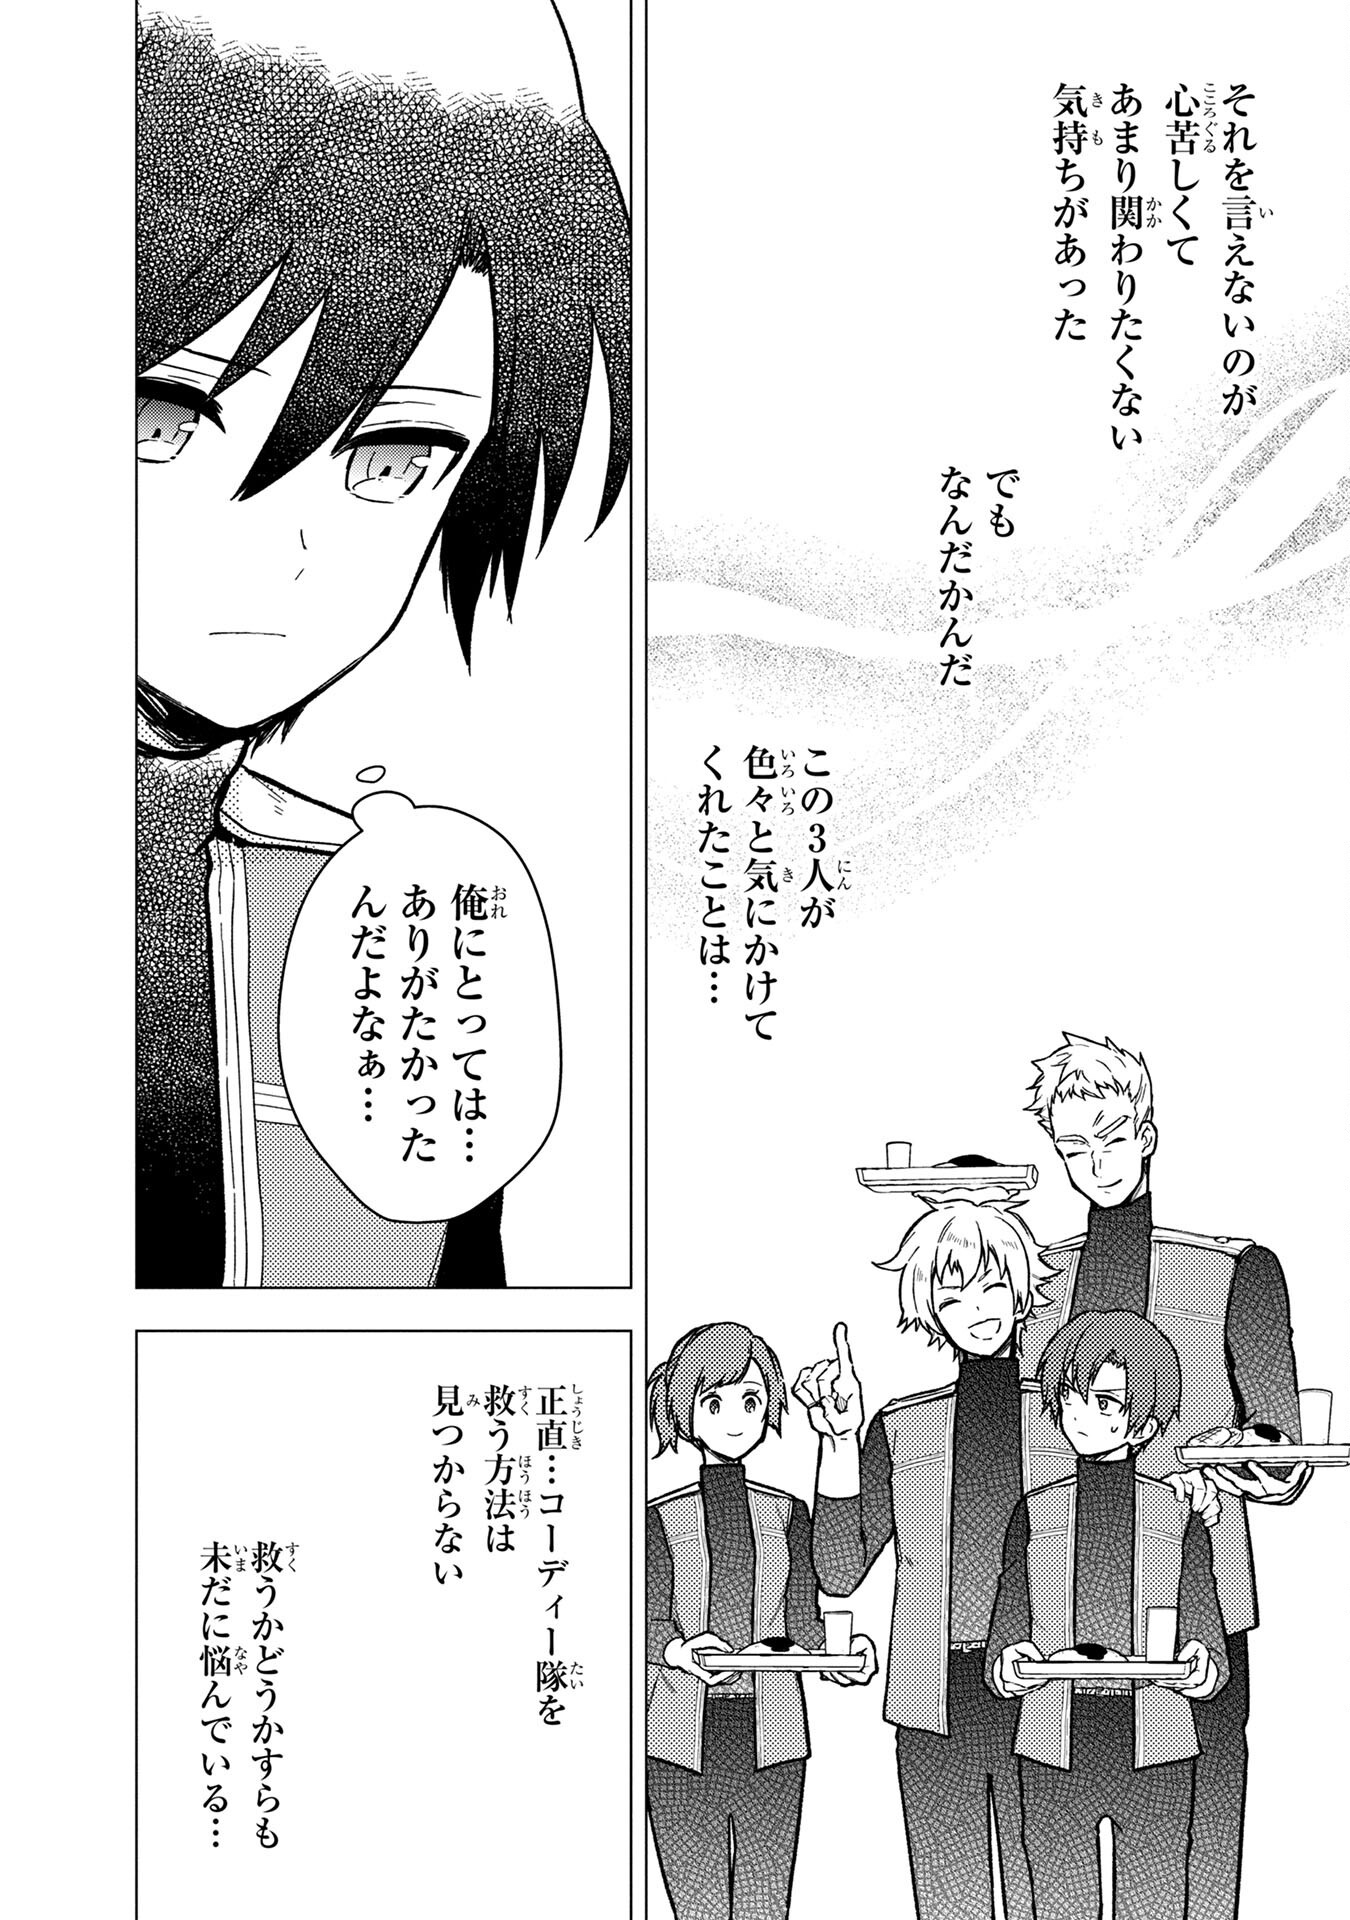 それを言えないのが
心苦しくて
あまり関わりたくない
気持ちがあった
でも
なんだかんだ
この3人が
色々と気にかけて
くれたことは…
俺にとっては…
ありがたかった
んだよなぁ…
正直…コーディー隊を
救う方法は
見つからない
救うかどうかすらも
未だに悩んでいる…